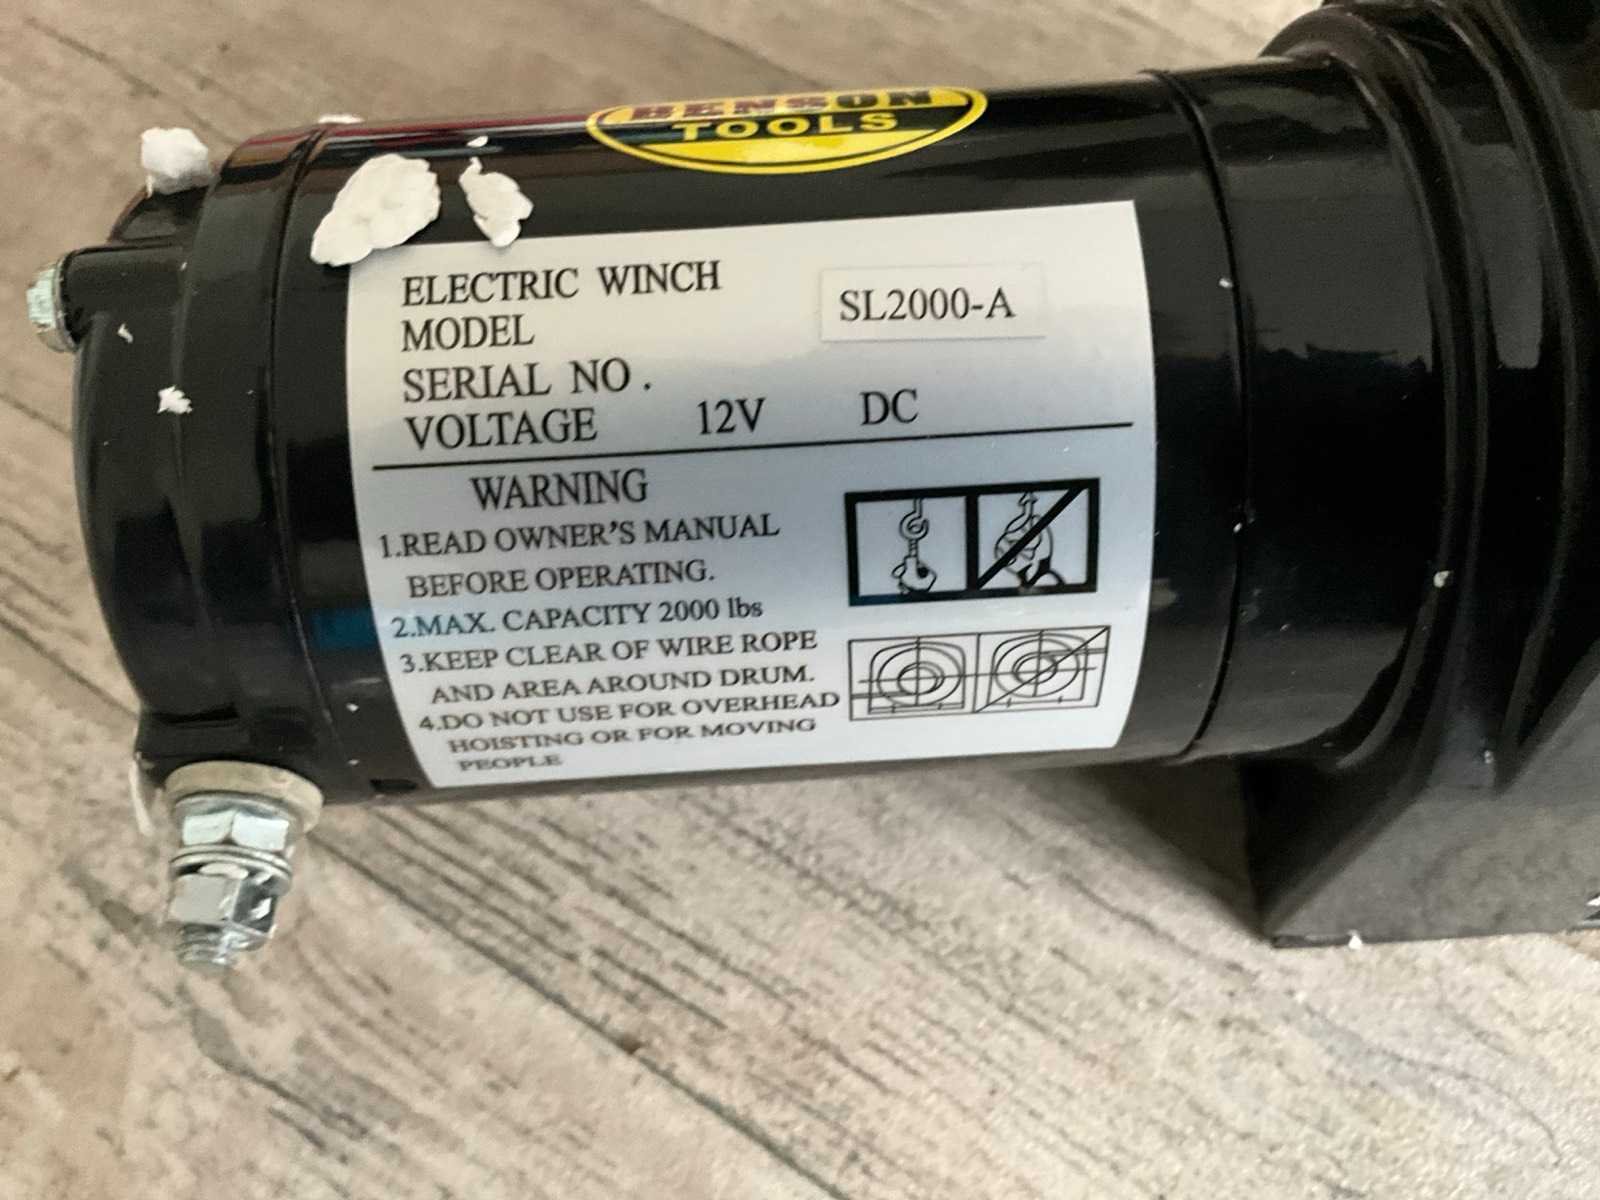 BENSON
TOOLS
ELECTRIC WINCH
MODEL SL2000-A
SERIAL NO.
VOLTAGE 12V DC
WARNING
1.READ OWNER'S MANUAL
BEFORE OPERATING.
2.MAX. CAPACITY 2000 lbs
3.KEEP CLEAR OF WIRE ROPE
AND AREA AROUND DRUM.
4.DO NOT USE FOR OVERHEAD
HOISTING OR FOR MOVING
PEOPLE